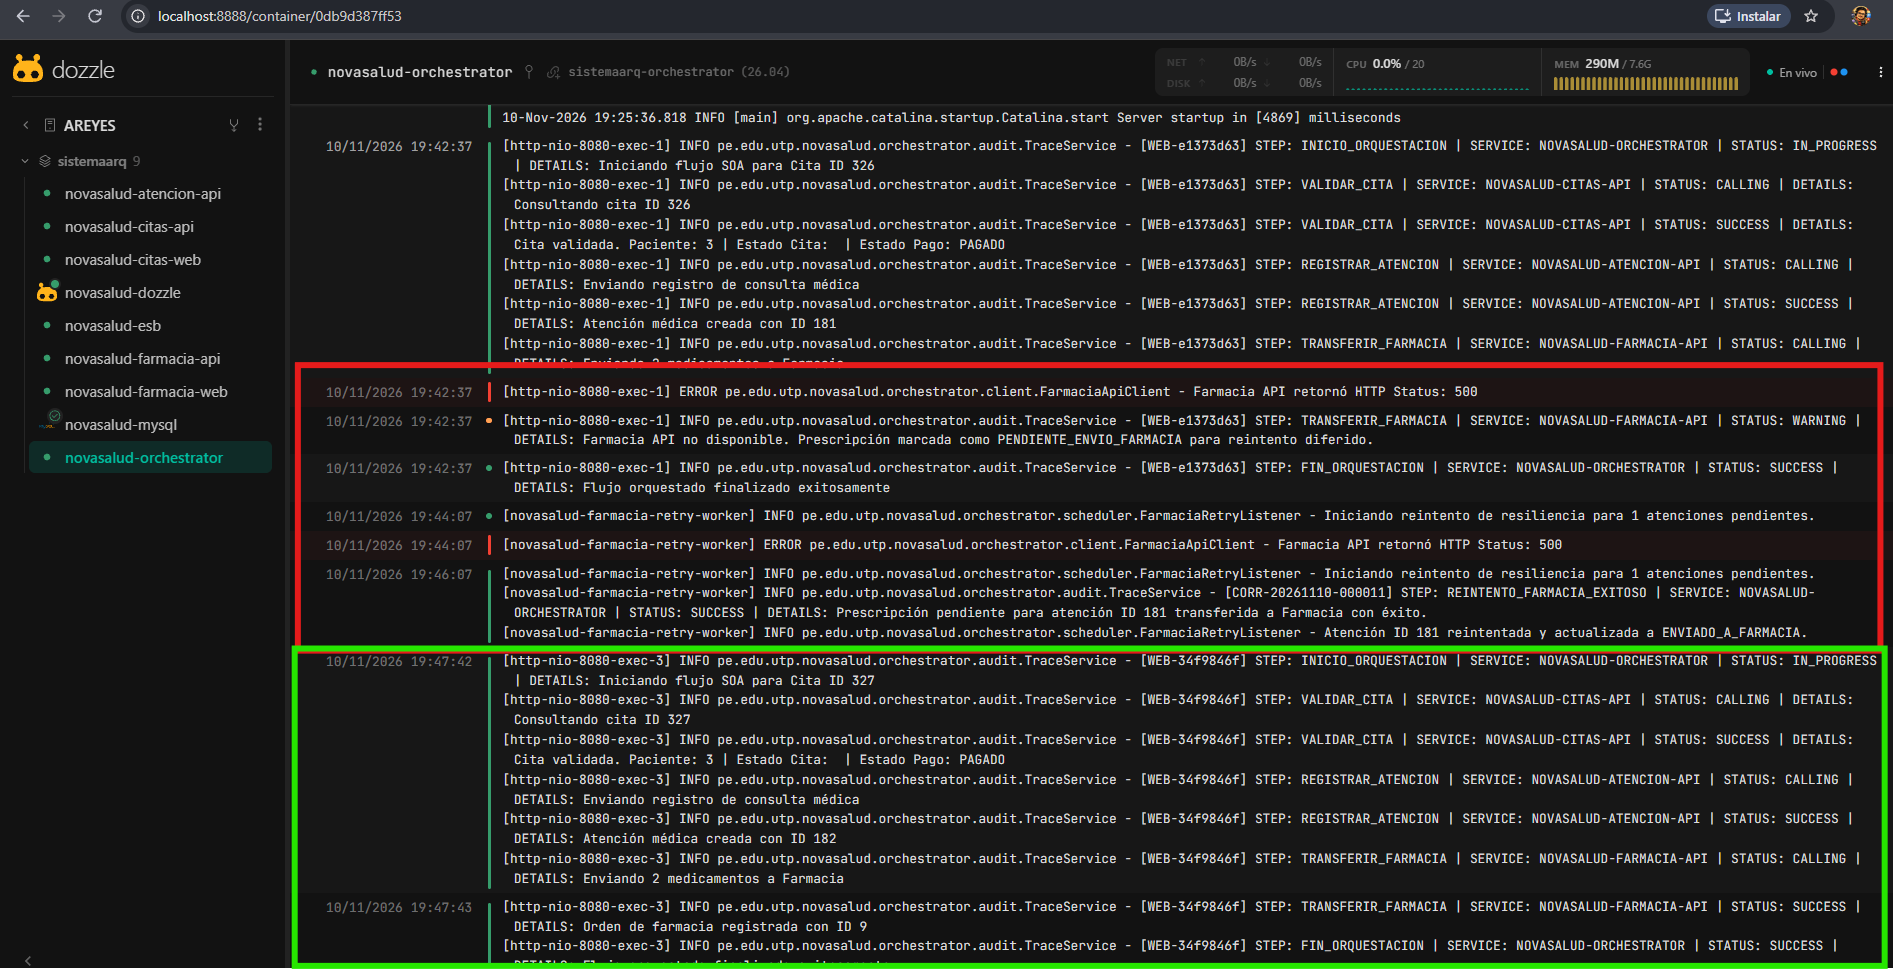 localhost:8888/container/0db9d387ff53
Instalar
dozzle
AREYES
sistemaarq 9
novasalud-atencion-api
novasalud-citas-api
novasalud-citas-web
novasalud-dozzle
novasalud-esb
novasalud-farmacia-api
novasalud-farmacia-web
novasalud-mysql
novasalud-orchestrator
novasalud-orchestrator sistemaarq-orchestrator (26.04)
NET ↑ 0B/s ↓ 0B/s
DISK ↑ 0B/s ↓ 0B/s
CPU 0.0% / 20
MEM 290M / 7.6G
En vivo
10-Nov-2026 19:25:36.818 INFO [main] org.apache.catalina.startup.Catalina.start Server startup in [4869] milliseconds
10/11/2026 19:42:37 [http-nio-8080-exec-1] INFO pe.edu.utp.novasalud.orchestrator.audit.TraceService - [WEB-e1373d63] STEP: INICIO_ORQUESTACION | SERVICE: NOVASALUD-ORCHESTRATOR | STATUS: IN_PROGRESS
| DETAILS: Iniciando flujo SOA para Cita ID 326
[http-nio-8080-exec-1] INFO pe.edu.utp.novasalud.orchestrator.audit.TraceService - [WEB-e1373d63] STEP: VALIDAR_CITA | SERVICE: NOVASALUD-CITAS-API | STATUS: CALLING | DETAILS:
Consultando cita ID 326
[http-nio-8080-exec-1] INFO pe.edu.utp.novasalud.orchestrator.audit.TraceService - [WEB-e1373d63] STEP: VALIDAR_CITA | SERVICE: NOVASALUD-CITAS-API | STATUS: SUCCESS | DETAILS:
Cita validada. Paciente: 3 | Estado Cita:  | Estado Pago: PAGADO
[http-nio-8080-exec-1] INFO pe.edu.utp.novasalud.orchestrator.audit.TraceService - [WEB-e1373d63] STEP: REGISTRAR_ATENCION | SERVICE: NOVASALUD-ATENCION-API | STATUS: CALLING |
DETAILS: Enviando registro de consulta médica
[http-nio-8080-exec-1] INFO pe.edu.utp.novasalud.orchestrator.audit.TraceService - [WEB-e1373d63] STEP: REGISTRAR_ATENCION | SERVICE: NOVASALUD-ATENCION-API | STATUS: SUCCESS |
DETAILS: Atención médica creada con ID 181
[http-nio-8080-exec-1] INFO pe.edu.utp.novasalud.orchestrator.audit.TraceService - [WEB-e1373d63] STEP: TRANSFERIR_FARMACIA | SERVICE: NOVASALUD-FARMACIA-API | STATUS: CALLING |
DETAILS: Enviando 2 medicamentos a Farmacia
10/11/2026 19:42:37 [http-nio-8080-exec-1] ERROR pe.edu.utp.novasalud.orchestrator.client.FarmaciaApiClient - Farmacia API retornó HTTP Status: 500
10/11/2026 19:42:37 [http-nio-8080-exec-1] INFO pe.edu.utp.novasalud.orchestrator.audit.TraceService - [WEB-e1373d63] STEP: TRANSFERIR_FARMACIA | SERVICE: NOVASALUD-FARMACIA-API | STATUS: WARNING |
DETAILS: Farmacia API no disponible. Prescripción marcada como PENDIENTE_ENVIO_FARMACIA para reintento diferido.
10/11/2026 19:42:37 [http-nio-8080-exec-1] INFO pe.edu.utp.novasalud.orchestrator.audit.TraceService - [WEB-e1373d63] STEP: FIN_ORQUESTACION | SERVICE: NOVASALUD-ORCHESTRATOR | STATUS: SUCCESS |
DETAILS: Flujo orquestado finalizado exitosamente
10/11/2026 19:44:07 [novasalud-farmacia-retry-worker] INFO pe.edu.utp.novasalud.orchestrator.scheduler.FarmaciaRetryListener - Iniciando reintento de resiliencia para 1 atenciones pendientes.
10/11/2026 19:44:07 [novasalud-farmacia-retry-worker] ERROR pe.edu.utp.novasalud.orchestrator.client.FarmaciaApiClient - Farmacia API retornó HTTP Status: 500
10/11/2026 19:46:07 [novasalud-farmacia-retry-worker] INFO pe.edu.utp.novasalud.orchestrator.scheduler.FarmaciaRetryListener - Iniciando reintento de resiliencia para 1 atenciones pendientes.
[novasalud-farmacia-retry-worker] INFO pe.edu.utp.novasalud.orchestrator.audit.TraceService - [CORR-20261110-000011] STEP: REINTENTO_FARMACIA_EXITOSO | SERVICE: NOVASALUD-
ORCHESTRATOR | STATUS: SUCCESS | DETAILS: Prescripción pendiente para atención ID 181 transferida a Farmacia con éxito.
[novasalud-farmacia-retry-worker] INFO pe.edu.utp.novasalud.orchestrator.scheduler.FarmaciaRetryListener - Atención ID 181 reintentada y actualizada a ENVIADO_A_FARMACIA.
10/11/2026 19:47:42 [http-nio-8080-exec-3] INFO pe.edu.utp.novasalud.orchestrator.audit.TraceService - [WEB-34f9846f] STEP: INICIO_ORQUESTACION | SERVICE: NOVASALUD-ORCHESTRATOR | STATUS: IN_PROGRESS
| DETAILS: Iniciando flujo SOA para Cita ID 327
[http-nio-8080-exec-3] INFO pe.edu.utp.novasalud.orchestrator.audit.TraceService - [WEB-34f9846f] STEP: VALIDAR_CITA | SERVICE: NOVASALUD-CITAS-API | STATUS: CALLING | DETAILS:
Consultando cita ID 327
[http-nio-8080-exec-3] INFO pe.edu.utp.novasalud.orchestrator.audit.TraceService - [WEB-34f9846f] STEP: VALIDAR_CITA | SERVICE: NOVASALUD-CITAS-API | STATUS: SUCCESS | DETAILS:
Cita validada. Paciente: 3 | Estado Cita:  | Estado Pago: PAGADO
[http-nio-8080-exec-3] INFO pe.edu.utp.novasalud.orchestrator.audit.TraceService - [WEB-34f9846f] STEP: REGISTRAR_ATENCION | SERVICE: NOVASALUD-ATENCION-API | STATUS: CALLING |
DETAILS: Enviando registro de consulta médica
[http-nio-8080-exec-3] INFO pe.edu.utp.novasalud.orchestrator.audit.TraceService - [WEB-34f9846f] STEP: REGISTRAR_ATENCION | SERVICE: NOVASALUD-ATENCION-API | STATUS: SUCCESS |
DETAILS: Atención médica creada con ID 182
[http-nio-8080-exec-3] INFO pe.edu.utp.novasalud.orchestrator.audit.TraceService - [WEB-34f9846f] STEP: TRANSFERIR_FARMACIA | SERVICE: NOVASALUD-FARMACIA-API | STATUS: CALLING |
DETAILS: Enviando 2 medicamentos a Farmacia
10/11/2026 19:47:43 [http-nio-8080-exec-3] INFO pe.edu.utp.novasalud.orchestrator.audit.TraceService - [WEB-34f9846f] STEP: TRANSFERIR_FARMACIA | SERVICE: NOVASALUD-FARMACIA-API | STATUS: SUCCESS |
DETAILS: Orden de farmacia registrada con ID 9
[http-nio-8080-exec-3] INFO pe.edu.utp.novasalud.orchestrator.audit.TraceService - [WEB-34f9846f] STEP: FIN_ORQUESTACION | SERVICE: NOVASALUD-ORCHESTRATOR | STATUS: SUCCESS |